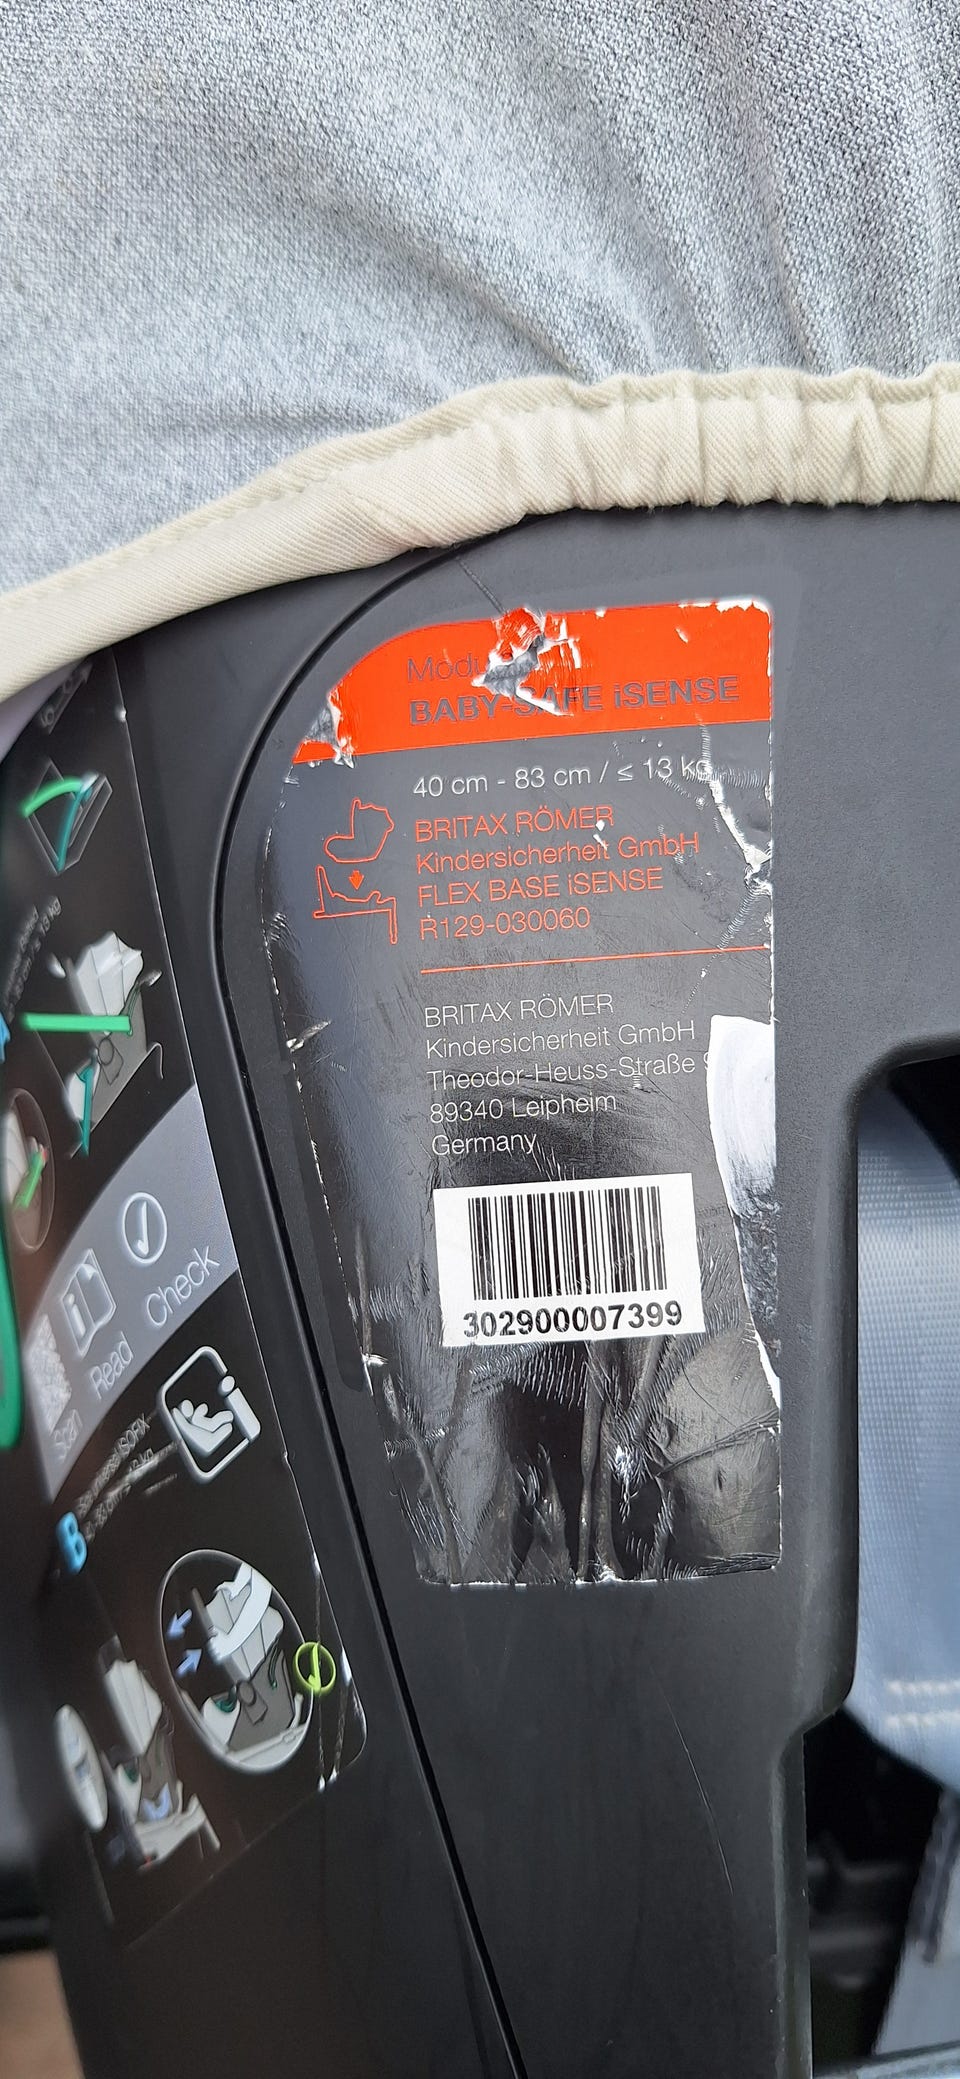 BABY-SAFE iSENSE
40 cm - 83 cm / ≤ 13 kg
BRITAX RÖMER
Kindersicherheit GmbH
FLEX BASE iSENSE
R129-030060
BRITAX RÖMER
Kindersicherheit GmbH
Theodor-Heuss-Straße
89340 Leipheim
Germany
302900007399
Scan
Read
Check
B